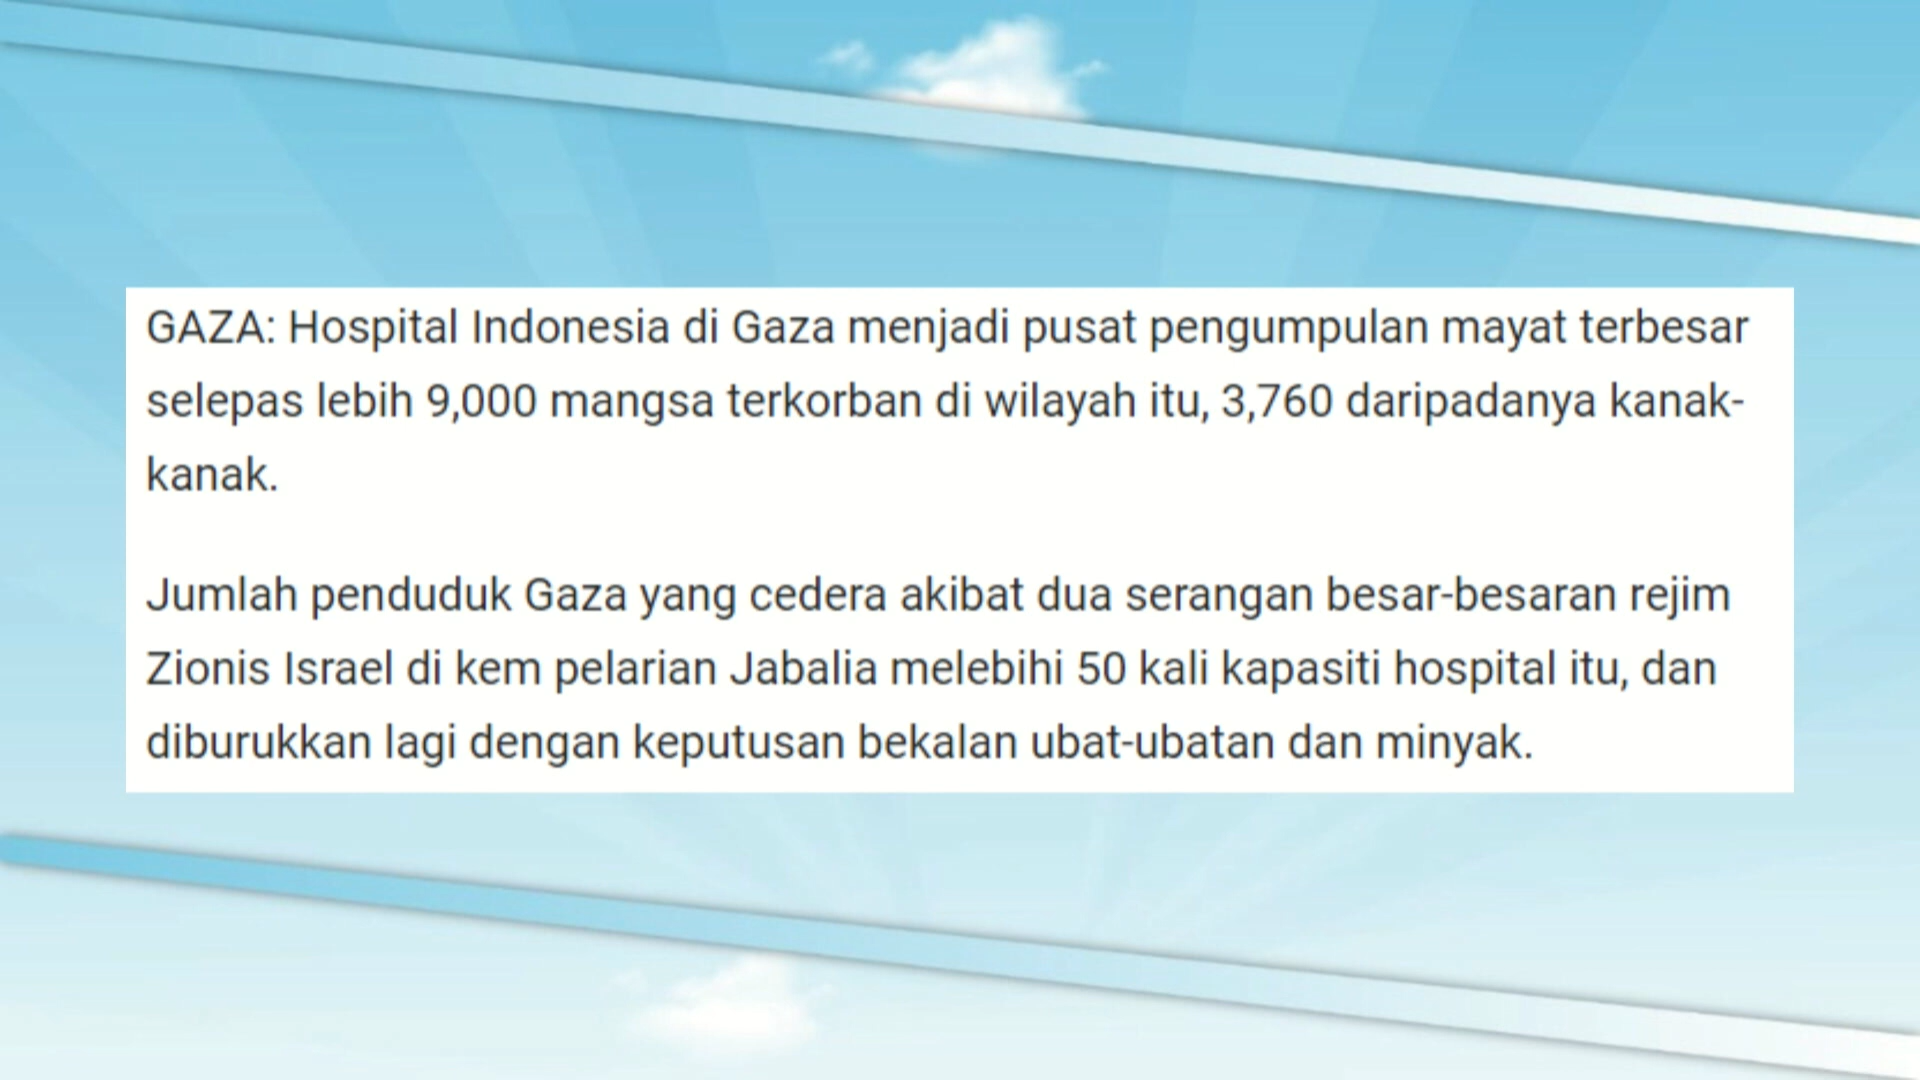 GAZA: Hospital Indonesia di Gaza menjadi pusat pengumpulan mayat terbesar
selepas lebih 9,000 mangsa terkorban di wilayah itu, 3,760 daripadanya kanak-
kanak.
Jumlah penduduk Gaza yang cedera akibat dua serangan besar-besaran rejim
Zionis Israel di kem pelarian Jabalia melebihi 50 kali kapasiti hospital itu, dan
diburukkan lagi dengan keputusan bekalan ubat-ubatan dan minyak.